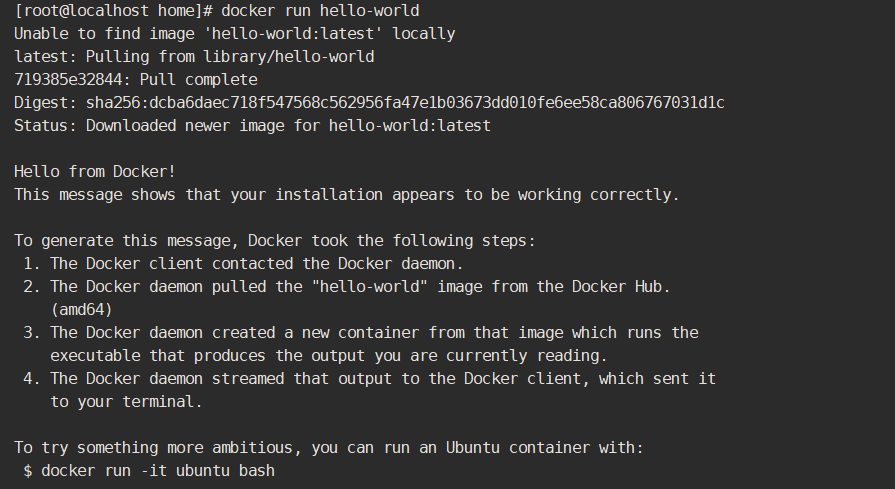 [root@localhost home]# docker run hello-world
Unable to find image 'hello-world:latest' locally
latest: Pulling from library/hello-world
719385e32844: Pull complete
Digest: sha256:dcba6daec718f547568c562956fa47e1b03673dd010fe6ee58ca806767031d1c
Status: Downloaded newer image for hello-world:latest

Hello from Docker!
This message shows that your installation appears to be working correctly.

To generate this message, Docker took the following steps:
 1. The Docker client contacted the Docker daemon.
 2. The Docker daemon pulled the "hello-world" image from the Docker Hub.
    (amd64)
 3. The Docker daemon created a new container from that image which runs the
    executable that produces the output you are currently reading.
 4. The Docker daemon streamed that output to the Docker client, which sent it
    to your terminal.

To try something more ambitious, you can run an Ubuntu container with:
 $ docker run -it ubuntu bash